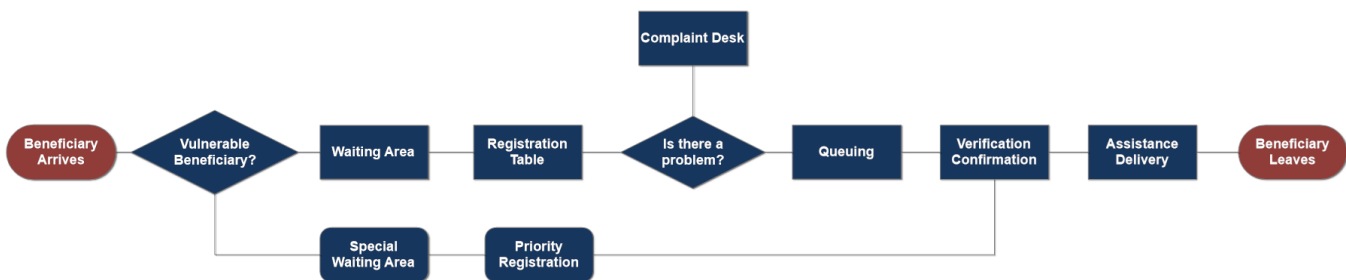 Complaint Desk
Beneficiary
Arrives
Vulnerable
Beneficiary?
Waiting Area
Registration
Table
Is there a
problem?
Queuing
Verification
Confirmation
Assistance
Delivery
Beneficiary
Leaves
Special
Waiting Area
Priority
Registration